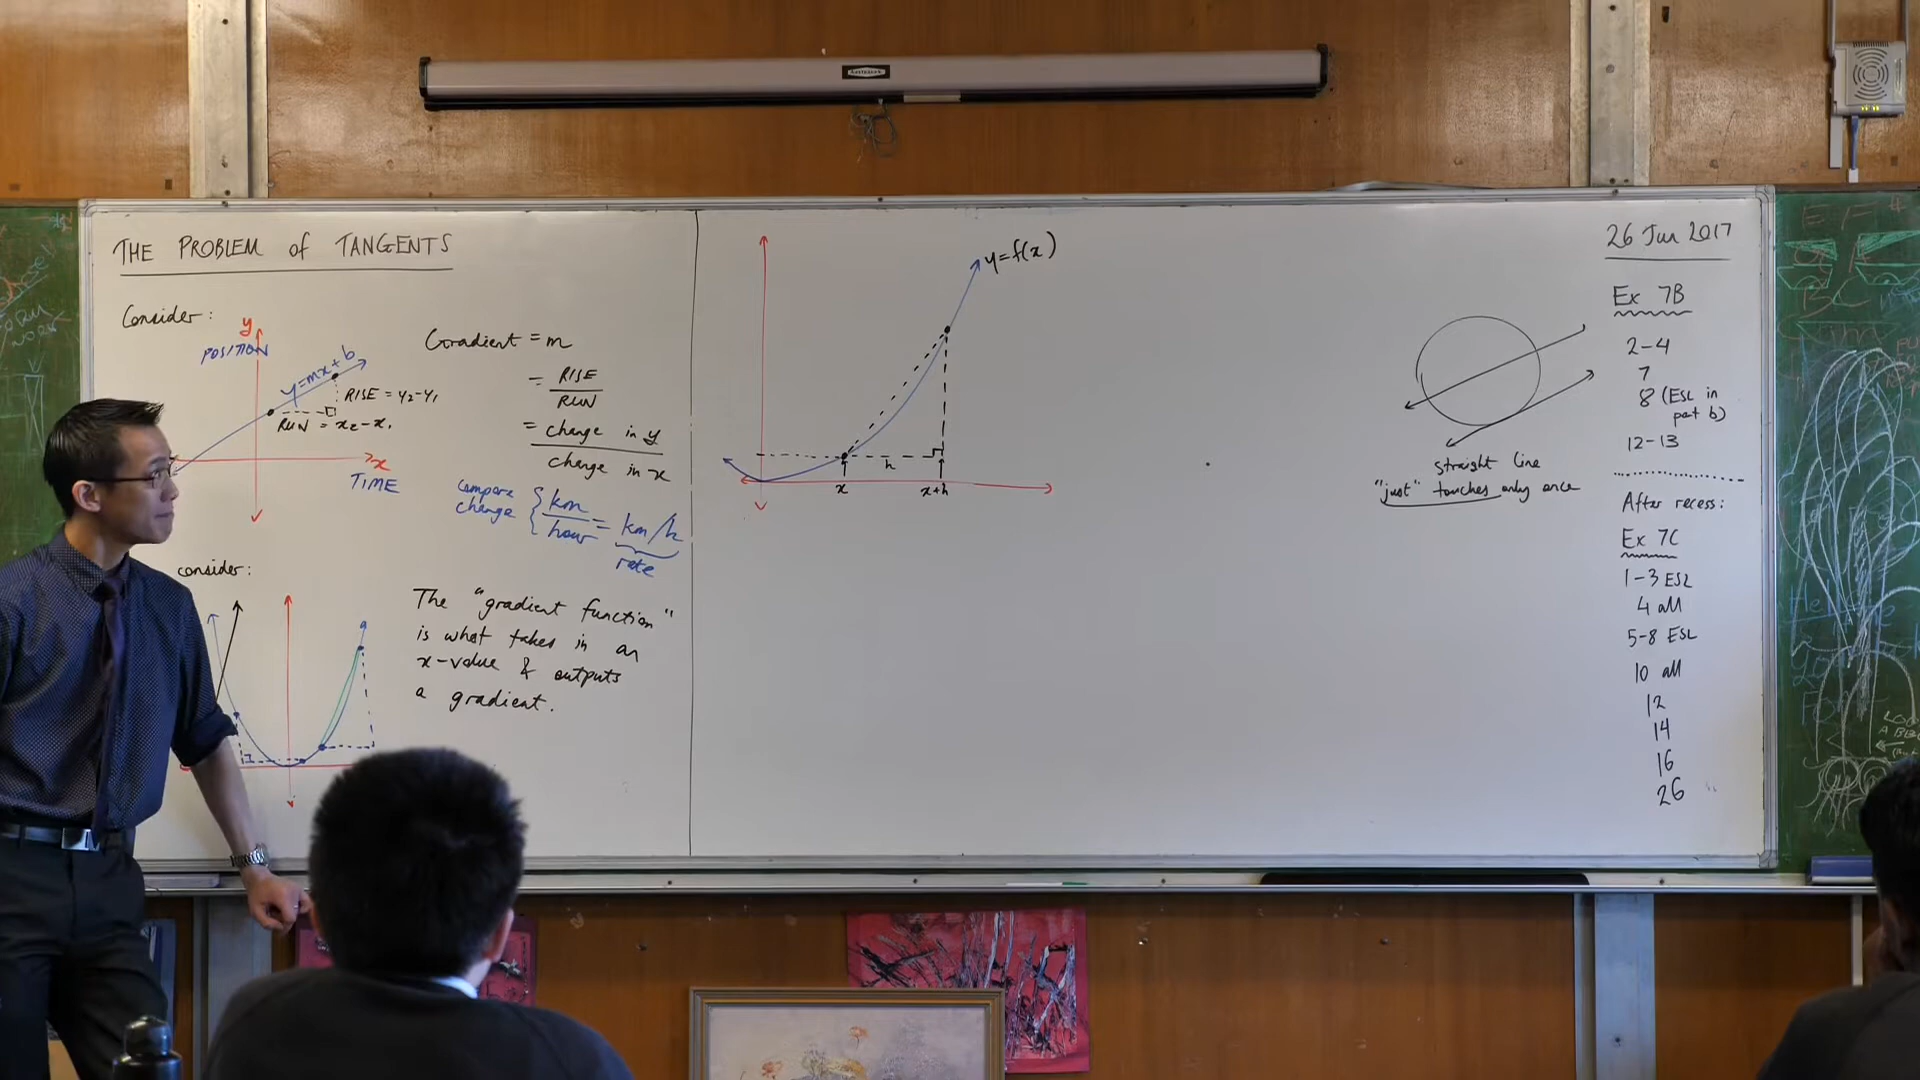 THE PROBLEM of TANGENTS
Consider:
y
POSITION
y=mx+b
RISE = y₂-y₁
RUN = x₂-x₁
x
TIME
Gradient = m
= RISE
RUN
= change in y
change in x
compare
change
km
hour
= km/h
rate
consider:
The "gradient function"
is what takes in an
x-value & outputs
a gradient.
y=f(x)
h
x
x+h
straight line
"just" touches only once
26 Jun 2017
Ex 7B
2-4
7
8 (ESL in
part b)
12-13
After recess:
Ex 7C
1-3 ESL
4 all
5-8 ESL
10 all
12
14
16
26